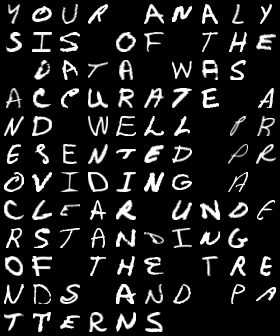 YOUR ANALY
SIS OF THE
DATA WAS
ACCURATE A
ND WELL PR
ESENTED PR
OVIDING A
CLEAR UNDE
RSTANDING
OF THE TRE
NDS AND PA
TTERNS